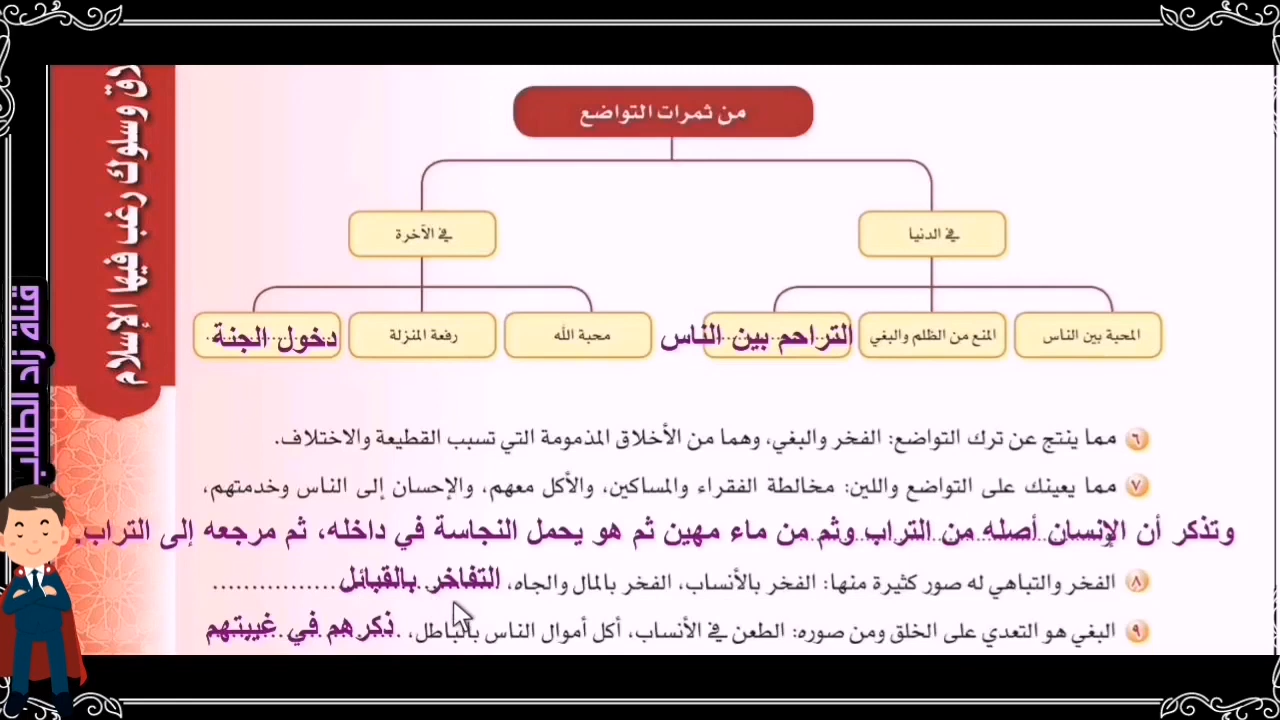 من ثمرات التواضع
في الدنيا
في الآخرة
المحبة بين الناس
المنع من الظلم والبغي
التراحم بين الناس
محبة الله
رفعة المنزلة
دخول الجنة
٦ مما ينتج عن ترك التواضع: الفخر والبغي، وهما من الأخلاق المذمومة التي تسبب القطيعة والاختلاف.
٧ مما يعينك على التواضع واللين: مخالطة الفقراء والمساكين، والأكل معهم، والإحسان إلى الناس وخدمتهم،
وتذكر أن الإنسان أصله من التراب وثم من ماء مهين ثم هو يحمل النجاسة في داخله، ثم مرجعه إلى التراب.
٨ الفخر والتباهي له صور كثيرة منها: الفخر بالأنساب، الفخر بالمال والجاه، التفاخر بالقبائل
٩ البغي هو التعدي على الخلق ومن صوره: الطعن في الأنساب، أكل أموال الناس بالباطل، ذكرهم في غيبتهم
وسلوك رغب فيها الإسلام
قناة زاد الطلاب